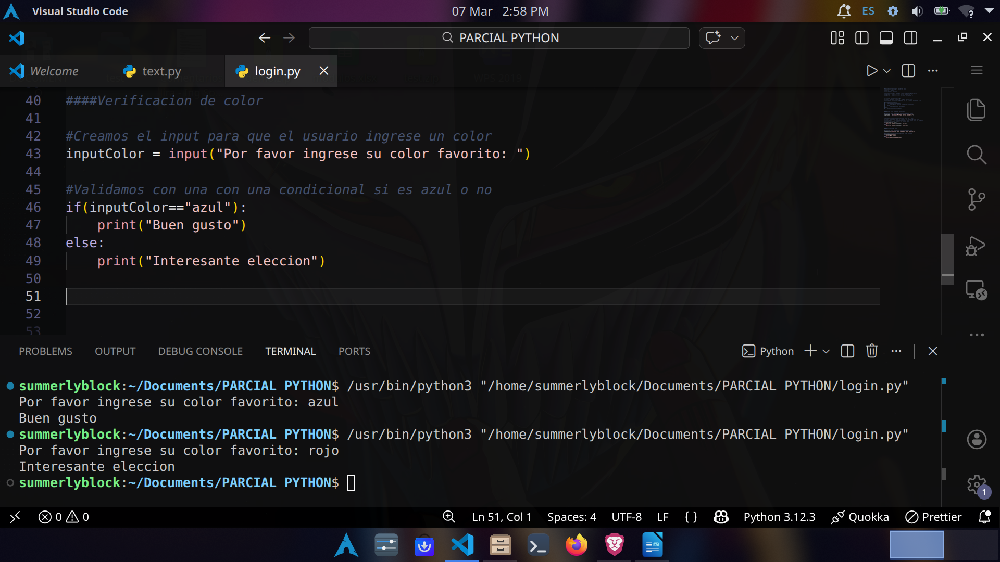 Visual Studio Code
07 Mar 2:58 PM
ES
PARCIAL PYTHON
Welcome
text.py
login.py
40 ####Verificacion de color
41
42 #Creamos el input para que el usuario ingrese un color
43 inputColor = input("Por favor ingrese su color favorito: ")
44
45 #Validamos con una con una condicional si es azul o no
46 if(inputColor=="azul"):
47 print("Buen gusto")
48 else:
49 print("Interesante eleccion")
50
51
52
53
PROBLEMS OUTPUT DEBUG CONSOLE TERMINAL PORTS
Python
summerlyblock:~/Documents/PARCIAL PYTHON$ /usr/bin/python3 "/home/summerlyblock/Documents/PARCIAL PYTHON/login.py"
Por favor ingrese su color favorito: azul
Buen gusto
summerlyblock:~/Documents/PARCIAL PYTHON$ /usr/bin/python3 "/home/summerlyblock/Documents/PARCIAL PYTHON/login.py"
Por favor ingrese su color favorito: rojo
Interesante eleccion
summerlyblock:~/Documents/PARCIAL PYTHON$
1
0 0
Ln 51, Col 1 Spaces: 4 UTF-8 LF { } Python 3.12.3 Quokka Prettier